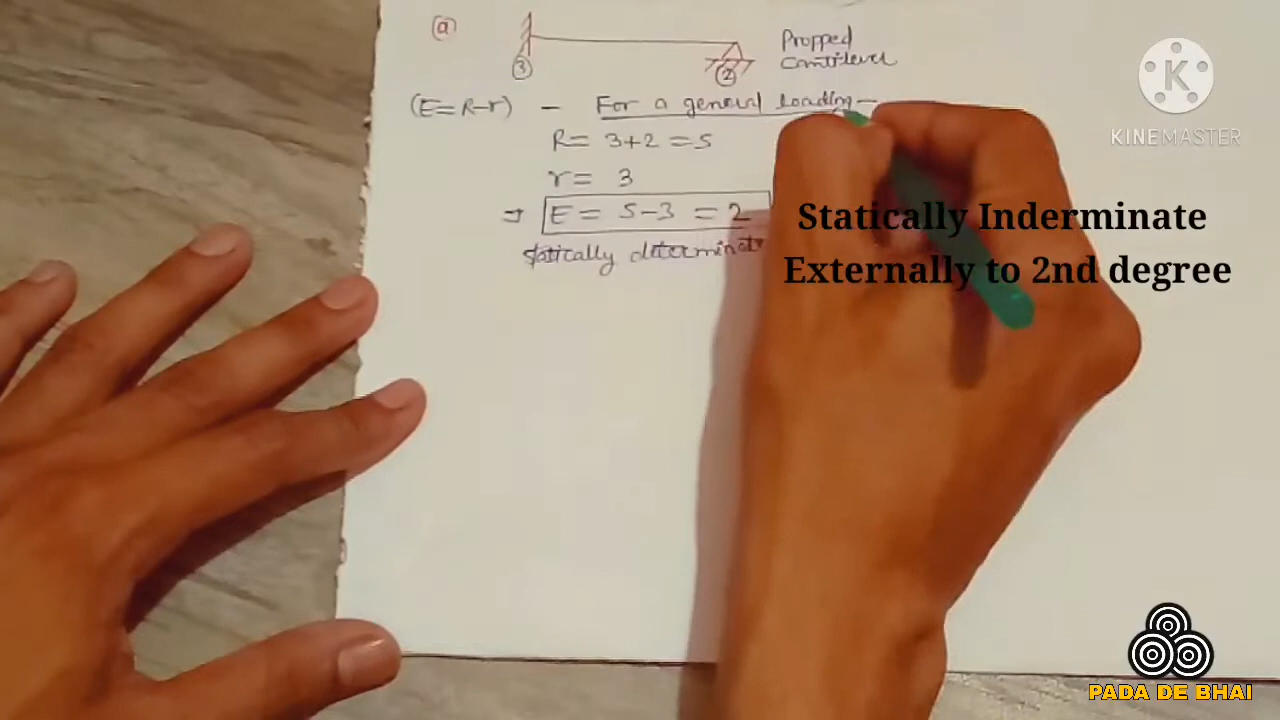 (a)
Propped
cantilever
3
2
(E=R-r) - For a general loading-
R= 3+2 =5
r= 3
→ E = 5-3 = 2
statically determinate
Statically Inderminate
Externally to 2nd degree
K
KINEMASTER
PADA DE BHAI